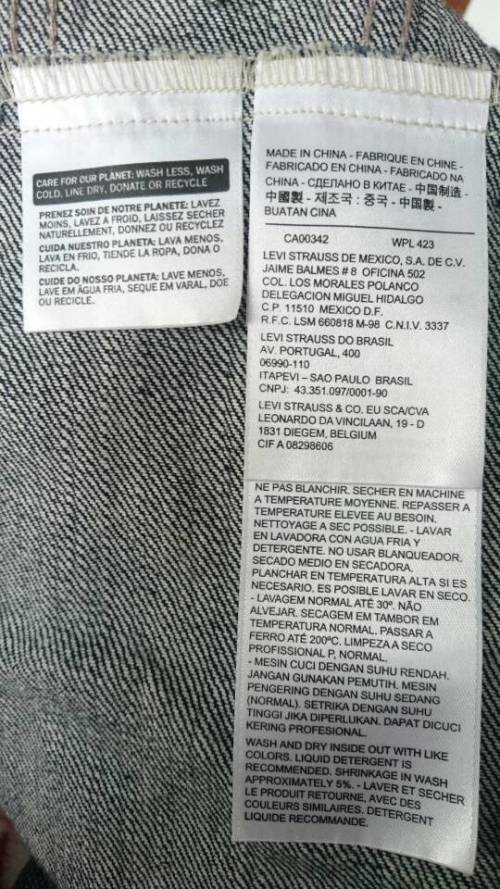 CARE FOR OUR PLANET: WASH LESS, WASH
COLD, LINE DRY, DONATE OR RECYCLE
PRENEZ SOIN DE NOTRE PLANETE: LAVEZ
MOINS, LAVEZ A FROID, LAISSEZ SECHER
NATURELLEMENT, DONNEZ OU RECYCLEZ
CUIDA NUESTRO PLANETA: LAVA MENOS,
LAVA EN FRIO, TIENDE LA ROPA, DONA O
RECICLA.
CUIDE DO NOSSO PLANETA: LAVE MENOS,
LAVE EM ÁGUA FRIA, SEQUE EM VARAL, DOE
OU RECICLE.
MADE IN CHINA - FABRIQUE EN CHINE -
FABRICADO EN CHINA - FABRICADO NA
CHINA - СДЕЛАНО В КИТАЕ - 中国制造 -
中國製 - 제조국 : 중국 - 中国製 -
BUATAN CINA
CA00342 WPL 423
LEVI STRAUSS DE MEXICO, S.A. DE C.V.
JAIME BALMES # 8 OFICINA 502
COL. LOS MORALES POLANCO
DELEGACION MIGUEL HIDALGO
C.P. 11510 MEXICO D.F.
R.F.C. LSM 660818 M-98 C.N.I.V. 3337
LEVI STRAUSS DO BRASIL
AV. PORTUGAL, 400
06990-110
ITAPEVI – SAO PAULO BRASIL
CNPJ: 43.351.097/0001-90
LEVI STRAUSS & CO. EU SCA/CVA
LEONARDO DA VINCILAAN, 19 - D
1831 DIEGEM, BELGIUM
CIF A 08298606
NE PAS BLANCHIR. SECHER EN MACHINE
A TEMPERATURE MOYENNE. REPASSER A
TEMPERATURE ELEVEE AU BESOIN.
NETTOYAGE A SEC POSSIBLE. - LAVAR
EN LAVADORA CON AGUA FRIA Y
DETERGENTE. NO USAR BLANQUEADOR.
SECADO MEDIO EN SECADORA.
PLANCHAR EN TEMPERATURA ALTA SI ES
NECESARIO. ES POSIBLE LAVAR EN SECO.
- LAVAGEM NORMAL ATÉ 30º. NÃO
ALVEJAR. SECAGEM EM TAMBOR EM
TEMPERATURA NORMAL. PASSAR A
FERRO ATÉ 200ºC. LIMPEZA A SECO
PROFISSIONAL P, NORMAL.
- MESIN CUCI DENGAN SUHU RENDAH.
JANGAN GUNAKAN PEMUTIH. MESIN
PENGERING DENGAN SUHU SEDANG
(NORMAL). SETRIKA DENGAN SUHU
TINGGI JIKA DIPERLUKAN. DAPAT DICUCI
KERING PROFESIONAL.
WASH AND DRY INSIDE OUT WITH LIKE
COLORS. LIQUID DETERGENT IS
RECOMMENDED. SHRINKAGE IN WASH
APPROXIMATELY 5%. - LAVER ET SECHER
LE PRODUIT RETOURNE, AVEC DES
COULEURS SIMILAIRES. DETERGENT
LIQUIDE RECOMMANDE.